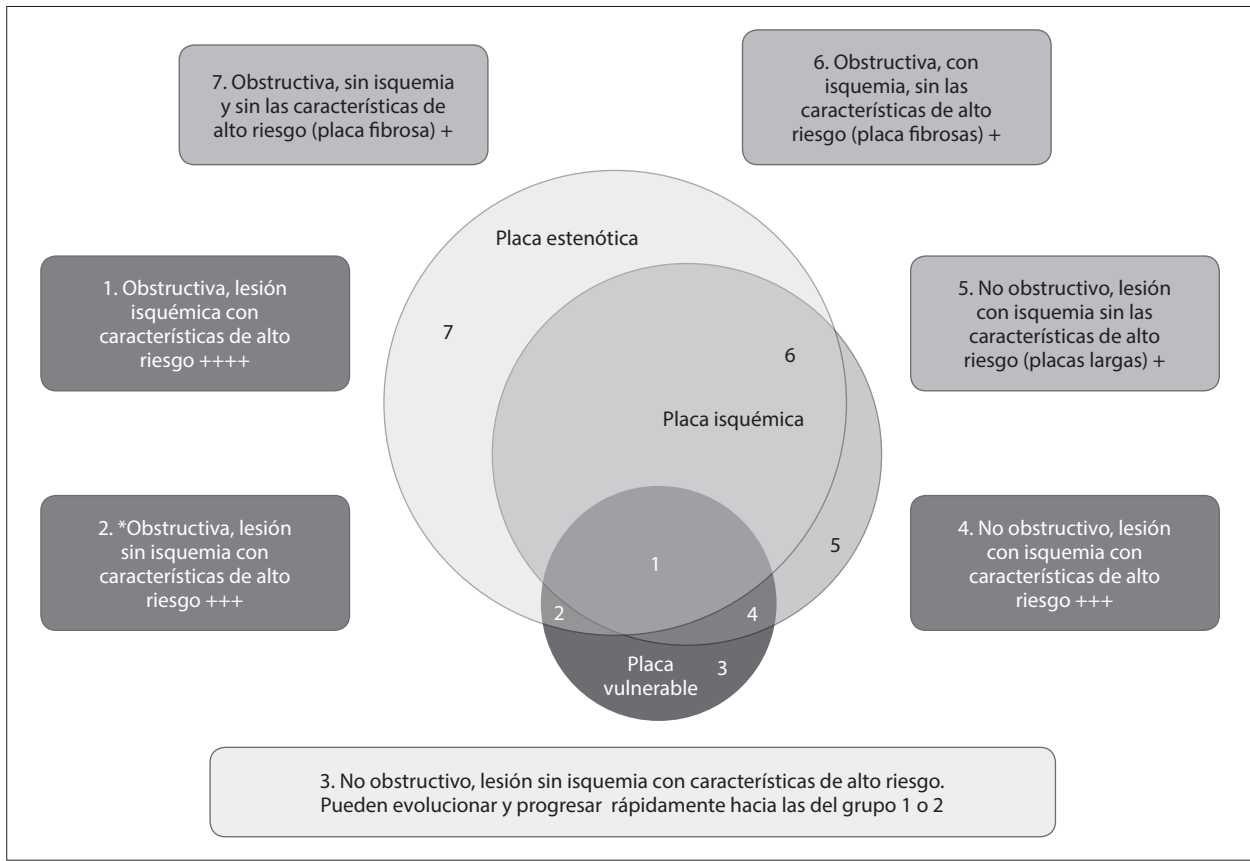 7. Obstructiva, sin isquemia
y sin las características de
alto riesgo (placa fibrosa) +
6. Obstructiva, con
isquemia, sin las
características de alto
riesgo (placa fibrosas) +
Placa estenótica
1. Obstructiva, lesión
isquémica con
características de alto
riesgo ++++
7
6
5. No obstructivo, lesión
con isquemia sin las
características de alto
riesgo (placas largas) +
Placa isquémica
2. *Obstructiva, lesión
sin isquemia con
características de alto
riesgo +++
1
5
2
4
4. No obstructivo, lesión
con isquemia con
características de alto
riesgo +++
Placa
vulnerable
3
3. No obstructivo, lesión sin isquemia con características de alto riesgo.
Pueden evolucionar y progresar rápidamente hacia las del grupo 1 o 2